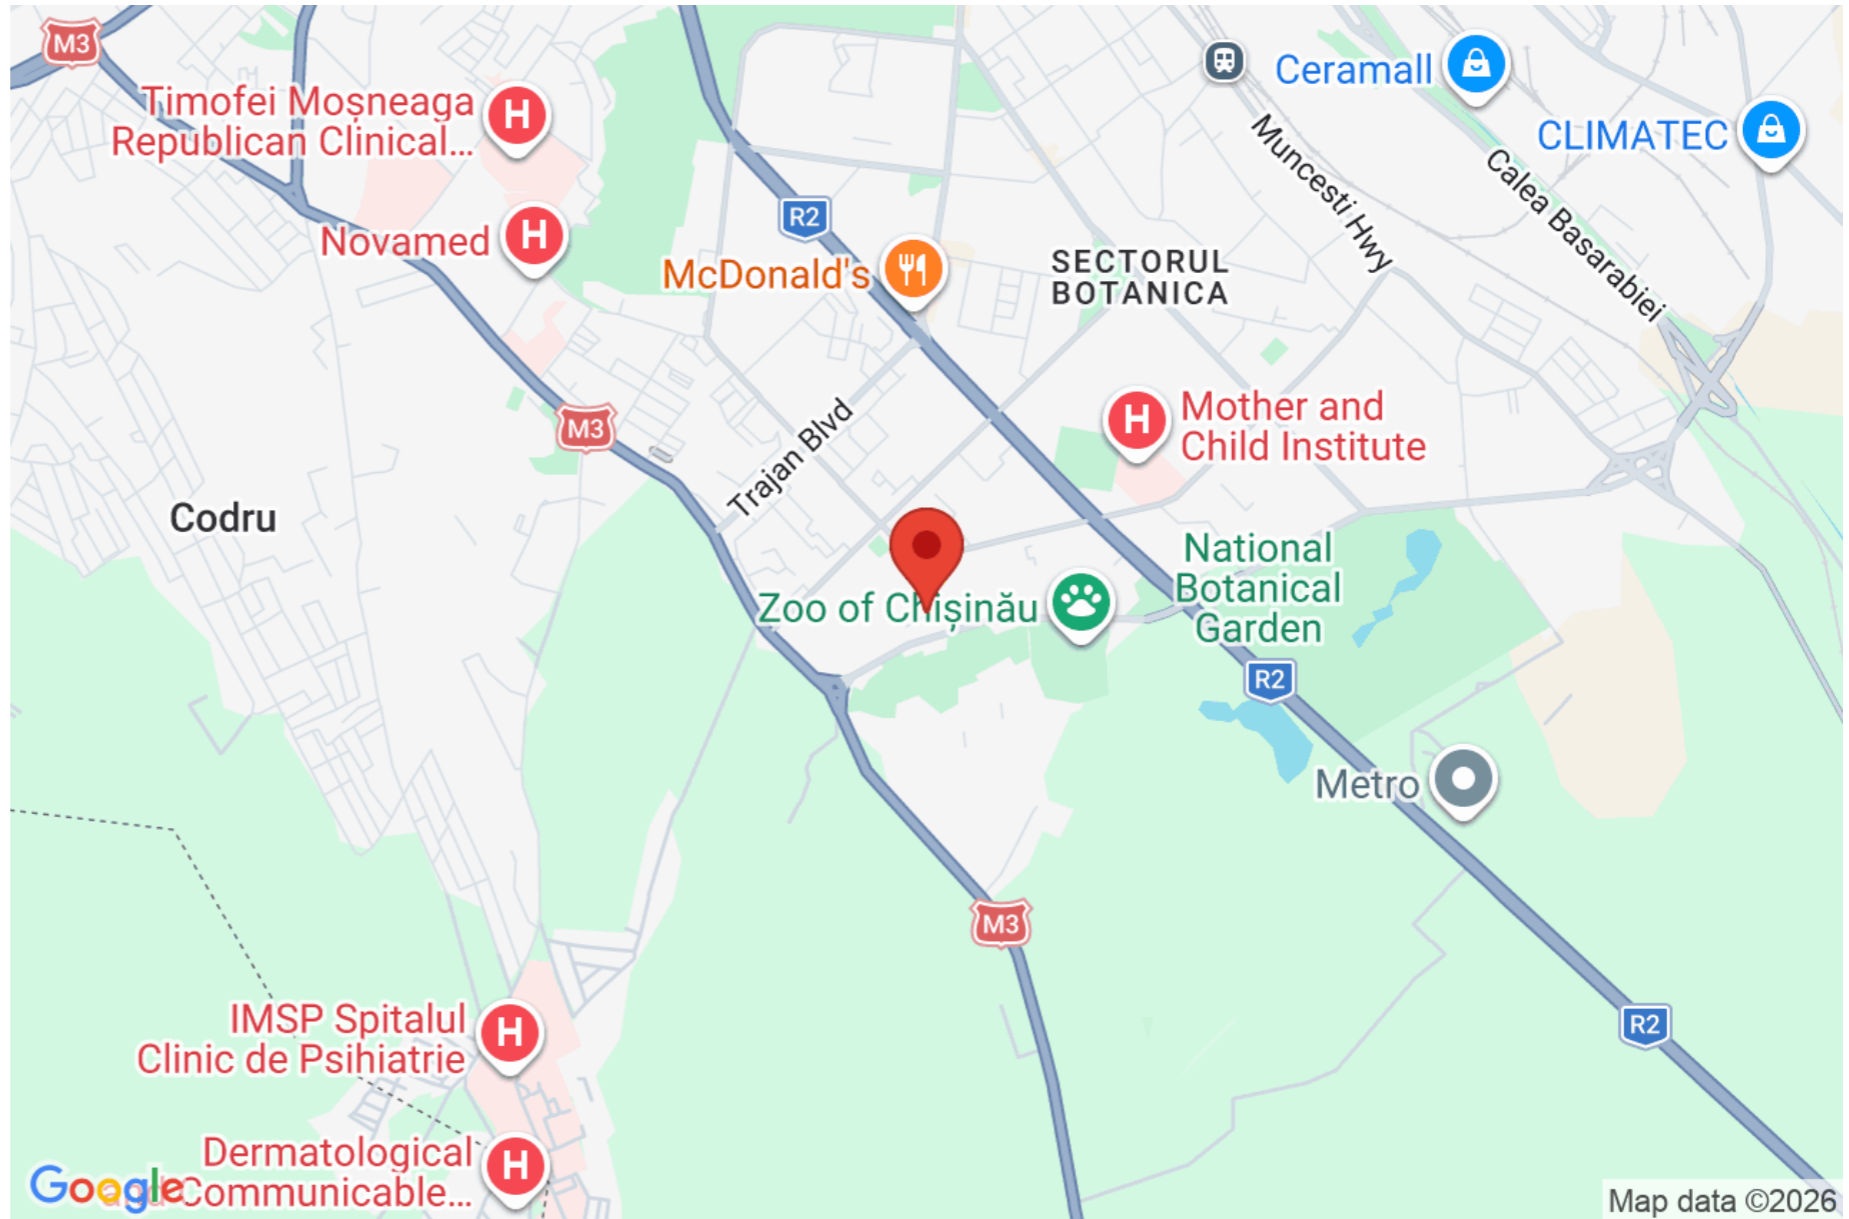 M3
Timofei Moșneaga
Republican Clinical...
Novamed
R2
McDonald's
SECTORUL
BOTANICA
Ceramall
CLIMATEC
Muncesti Hwy
Calea Basarabiei
M3
Trajan Blvd
Mother and
Child Institute
Codru
Zoo of Chișinău
National
Botanical
Garden
R2
Metro
M3
R2
IMSP Spitalul
Clinic de Psihiatrie
Dermatological
and Communicable...
Google
Map data ©2026